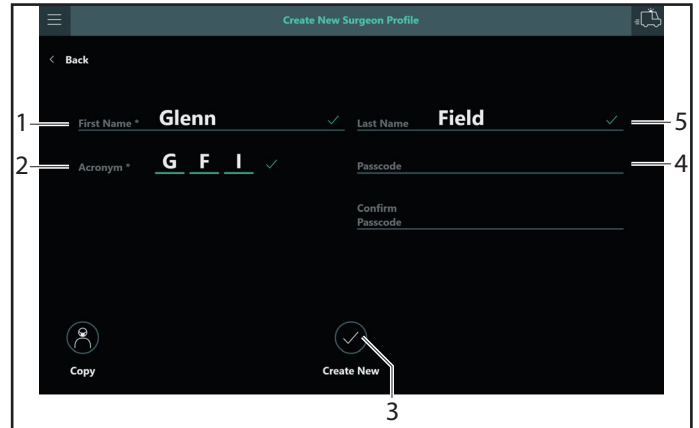 Create New Surgeon Profile
< Back
1 First Name * Glenn ✓ Last Name Field ✓ 5
2 Acronym * G F I ✓ Passcode 4
Confirm
Passcode
Copy Create New
3